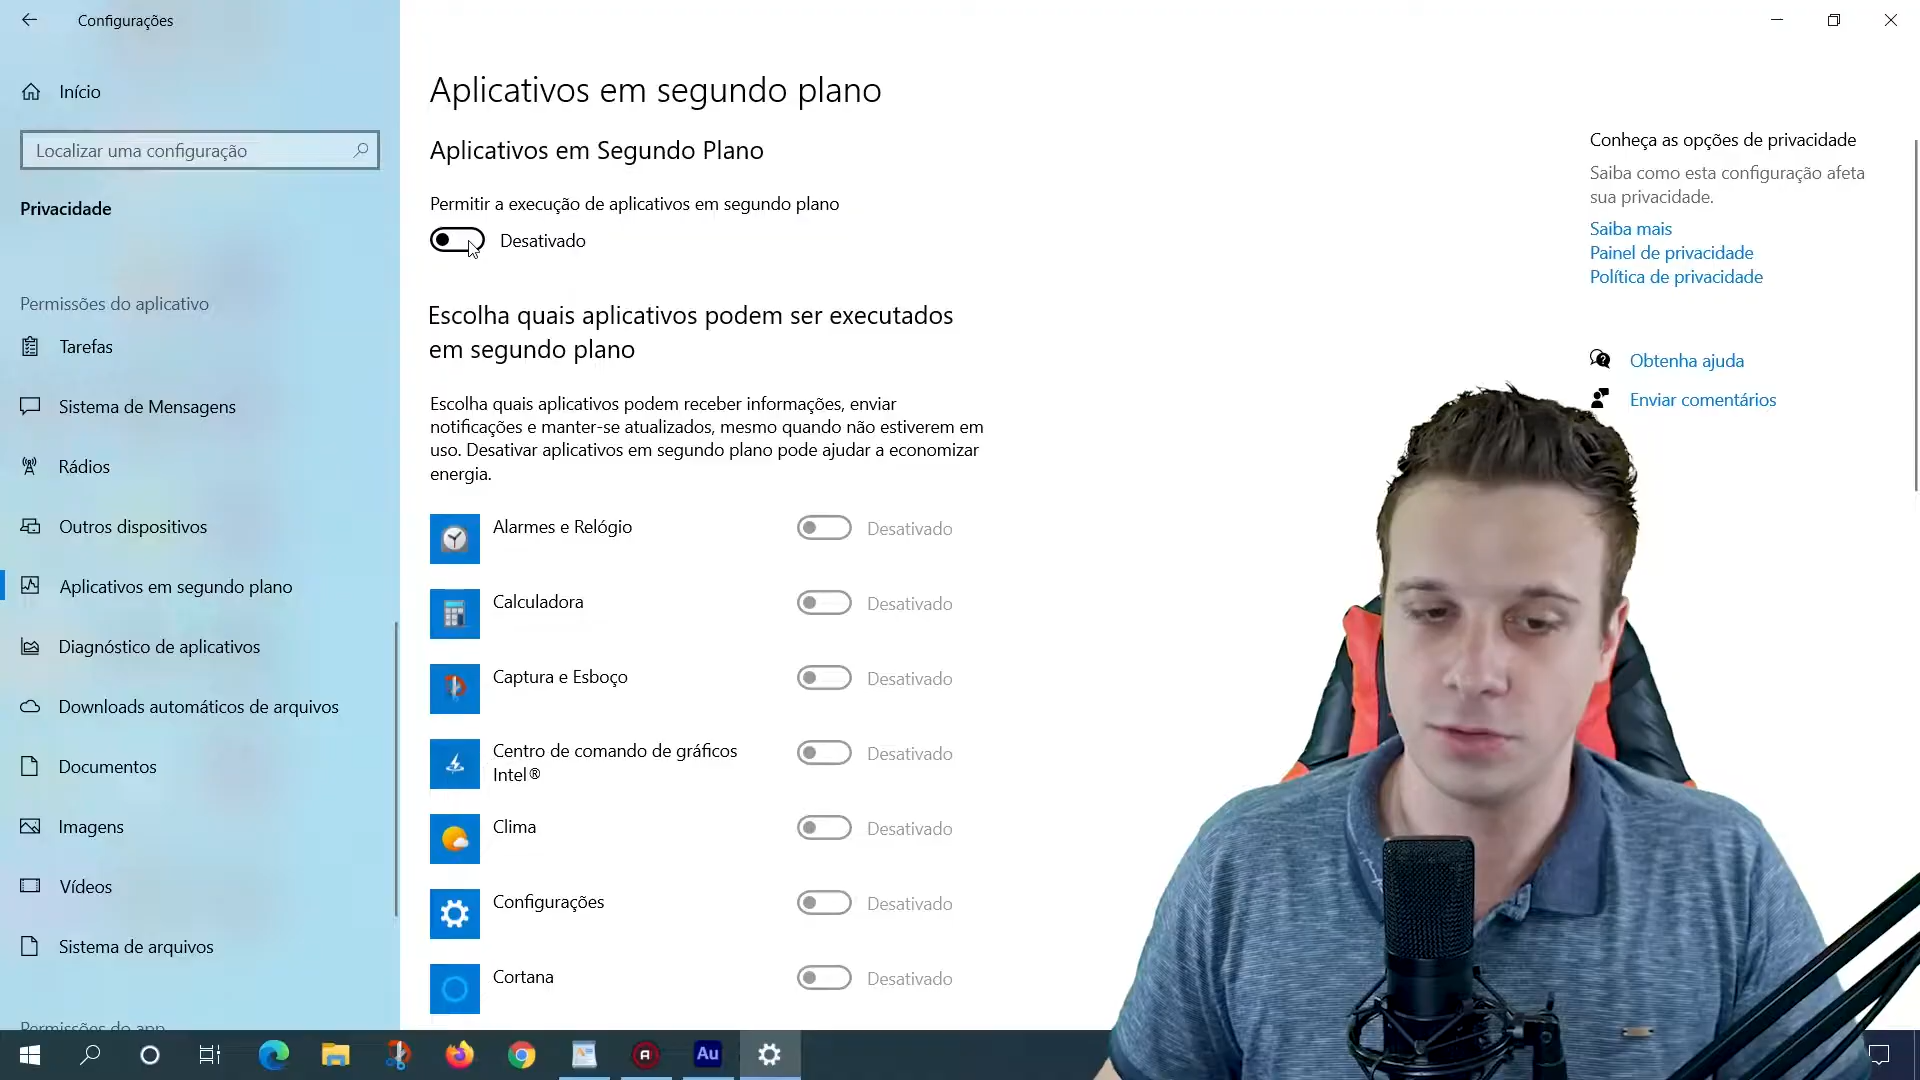 Configurações
Início
Localizar uma configuração
Privacidade
Permissões do aplicativo
Tarefas
Sistema de Mensagens
Rádios
Outros dispositivos
Aplicativos em segundo plano
Diagnóstico de aplicativos
Downloads automáticos de arquivos
Documentos
Imagens
Vídeos
Sistema de arquivos
Permissões do app
Aplicativos em segundo plano
Aplicativos em Segundo Plano
Permitir a execução de aplicativos em segundo plano
Desativado
Escolha quais aplicativos podem ser executados
em segundo plano
Escolha quais aplicativos podem receber informações, enviar
notificações e manter-se atualizados, mesmo quando não estiverem em
uso. Desativar aplicativos em segundo plano pode ajudar a economizar
energia.
Alarmes e Relógio
Desativado
Calculadora
Desativado
Captura e Esboço
Desativado
Centro de comando de gráficos
Intel®
Desativado
Clima
Desativado
Configurações
Desativado
Cortana
Desativado
Conheça as opções de privacidade
Saiba como esta configuração afeta
sua privacidade.
Saiba mais
Painel de privacidade
Política de privacidade
Obtenha ajuda
Enviar comentários
Au